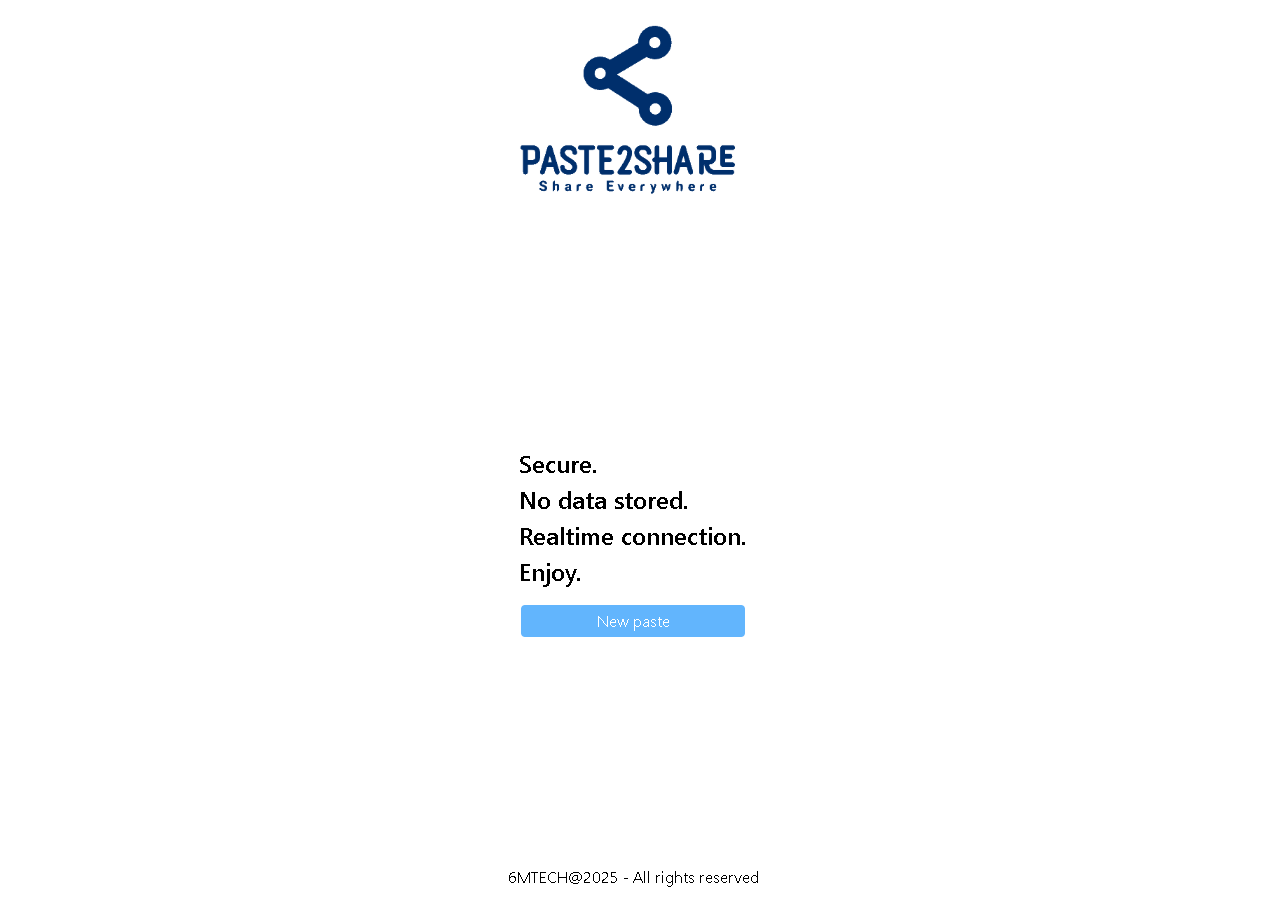 PASTE2SHARE
Share Everywhere
Secure.
No data stored.
Realtime connection.
Enjoy.
New paste
6MTECH@2025 - All rights reserved